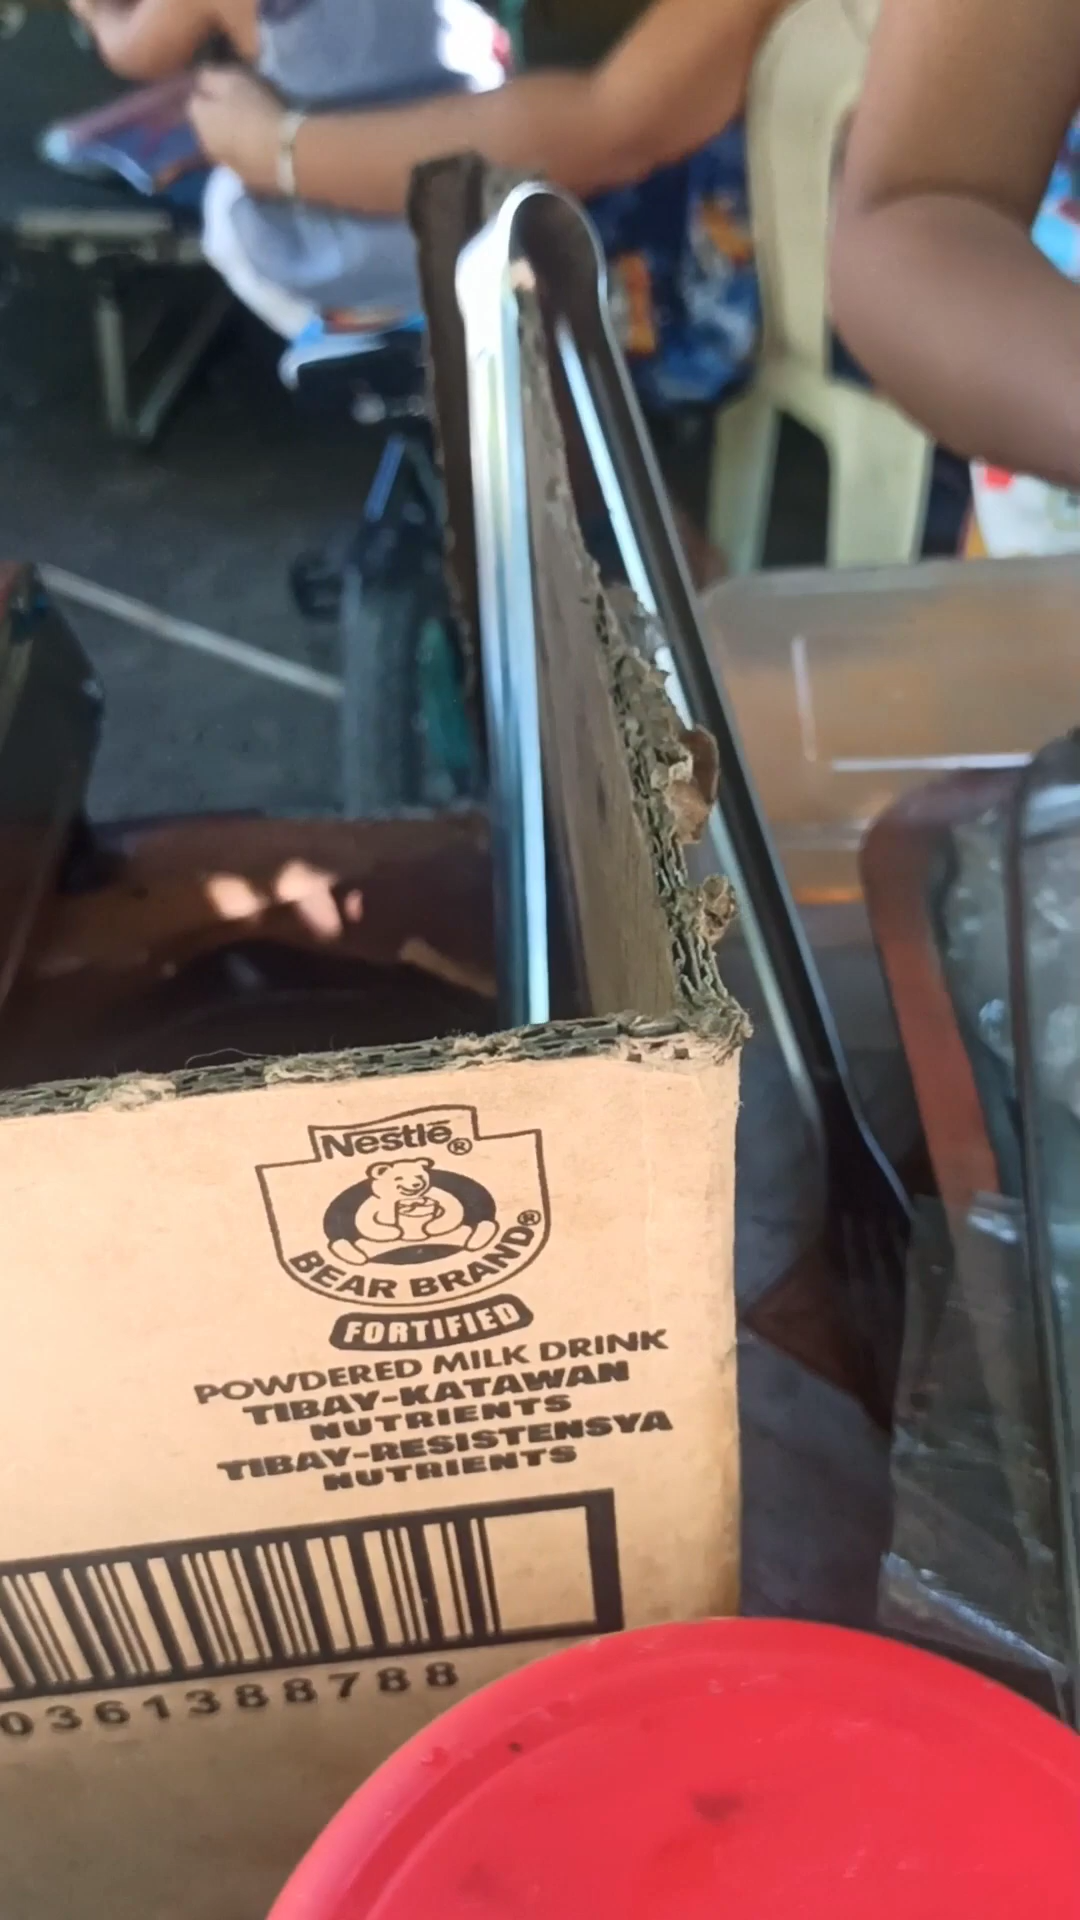 Nestlé®
BEAR BRAND®
FORTIFIED
POWDERED MILK DRINK
TIBAY-KATAWAN
NUTRIENTS
TIBAY-RESISTENSYA
NUTRIENTS
0361388788